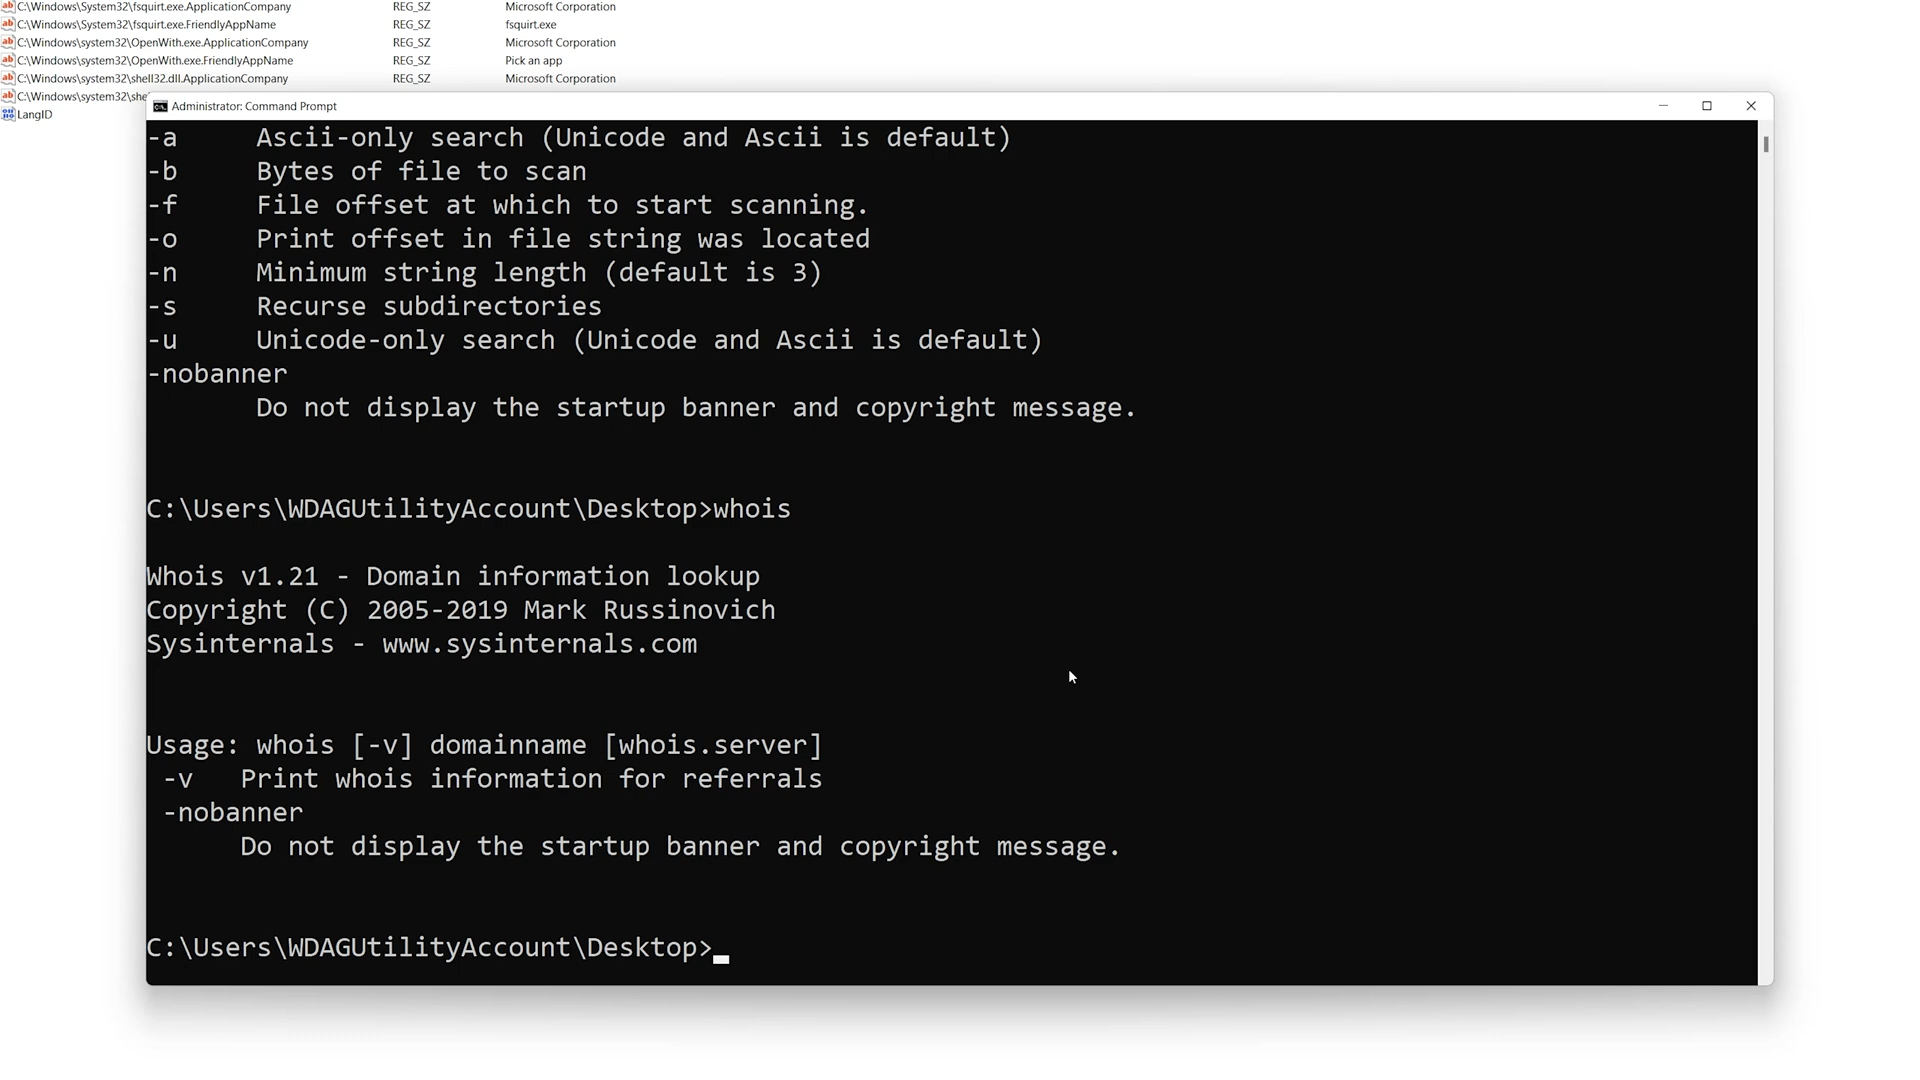 C:\Windows\System32\fsquirt.exe.ApplicationCompany REG_SZ Microsoft Corporation
C:\Windows\System32\fsquirt.exe.FriendlyAppName REG_SZ fsquirt.exe
C:\Windows\system32\OpenWith.exe.ApplicationCompany REG_SZ Microsoft Corporation
C:\Windows\system32\OpenWith.exe.FriendlyAppName REG_SZ Pick an app
C:\Windows\system32\shell32.dll.ApplicationCompany REG_SZ Microsoft Corporation
C:\Windows\system32\she
LangID
Administrator: Command Prompt
-a Ascii-only search (Unicode and Ascii is default)
-b Bytes of file to scan
-f File offset at which to start scanning.
-o Print offset in file string was located
-n Minimum string length (default is 3)
-s Recurse subdirectories
-u Unicode-only search (Unicode and Ascii is default)
-nobanner
Do not display the startup banner and copyright message.
C:\Users\WDAGUtilityAccount\Desktop>whois
Whois v1.21 - Domain information lookup
Copyright (C) 2005-2019 Mark Russinovich
Sysinternals - www.sysinternals.com
Usage: whois [-v] domainname [whois.server]
-v Print whois information for referrals
-nobanner
Do not display the startup banner and copyright message.
C:\Users\WDAGUtilityAccount\Desktop>